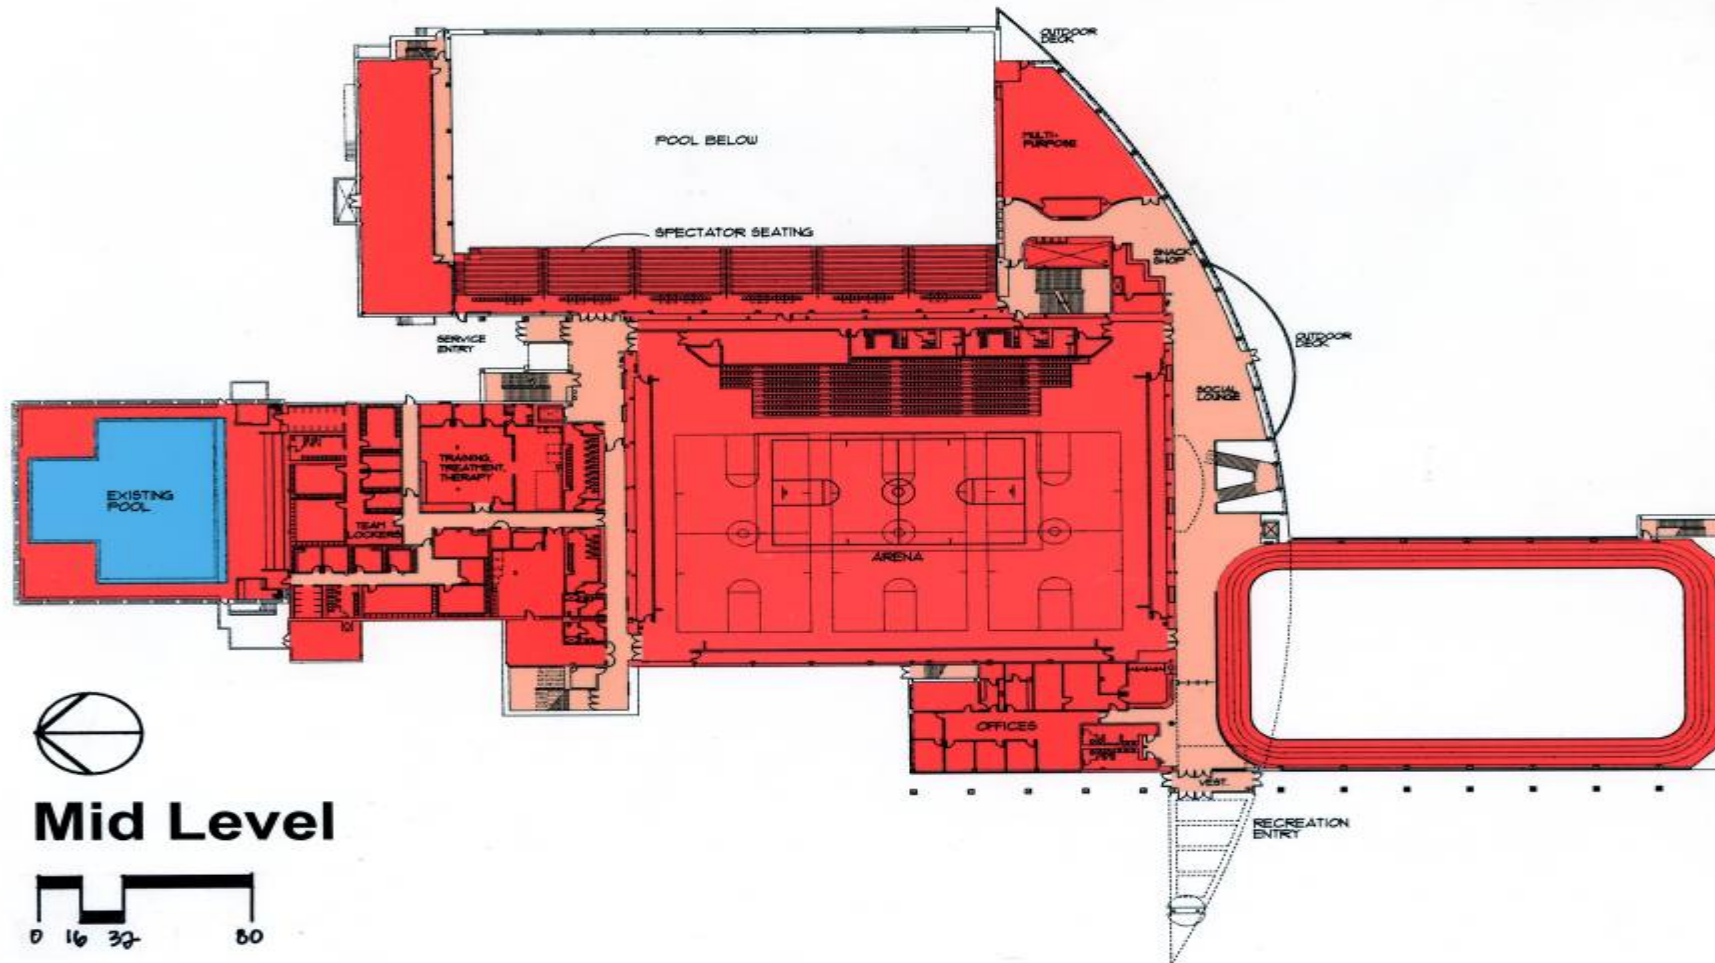 OUTDOOR
DECK
POOL BELOW
MULTI-
PURPOSE
SPECTATOR SEATING
SNACK
SHOP
SERVICE
ENTRY
OUTDOOR
DECK
SOCIAL
LOUNGE
TRAINING,
TREATMENT,
THERAPY
EXISTING
POOL
TEAM
LOCKERS
ARENA
OFFICES
VEST.
RECREATION
ENTRY
Mid Level
0 16 32 80